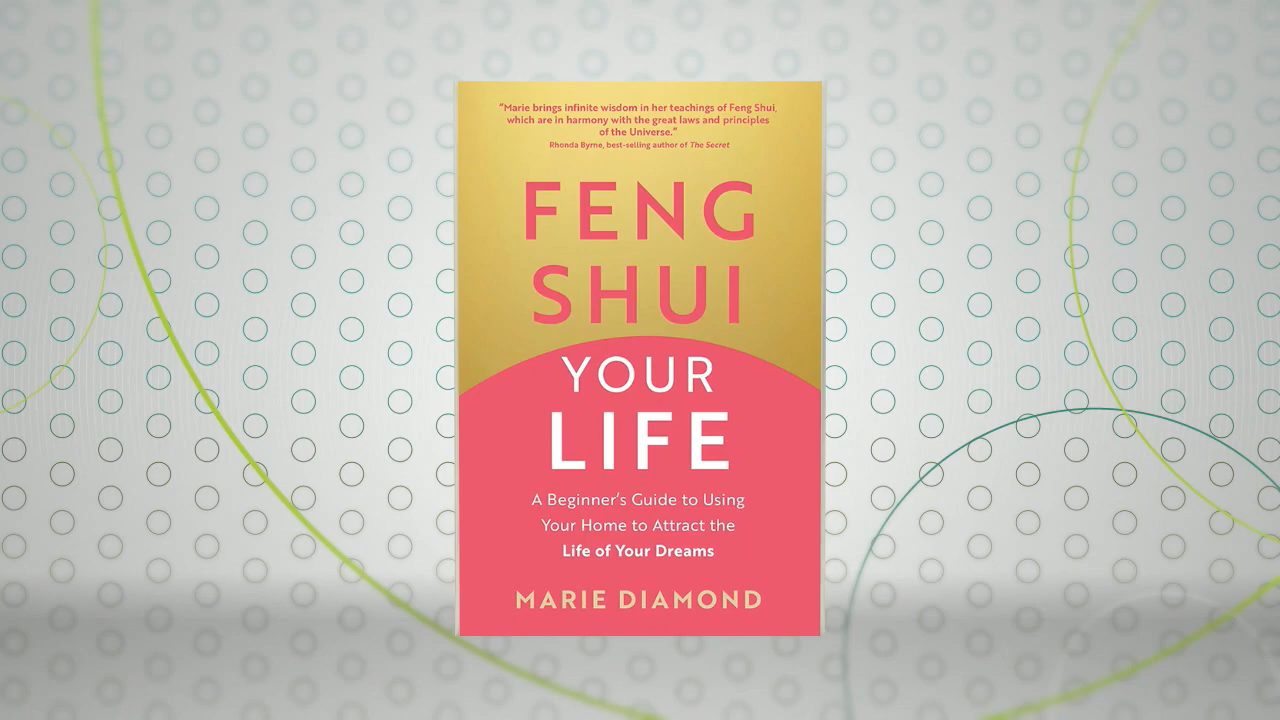 "Marie brings infinite wisdom in her teachings of Feng Shui,
which are in harmony with the great laws and principles
of the Universe."
Rhonda Byrne, best-selling author of The Secret
FENG
SHUI
YOUR
LIFE
A Beginner's Guide to Using
Your Home to Attract the
Life of Your Dreams
MARIE DIAMOND